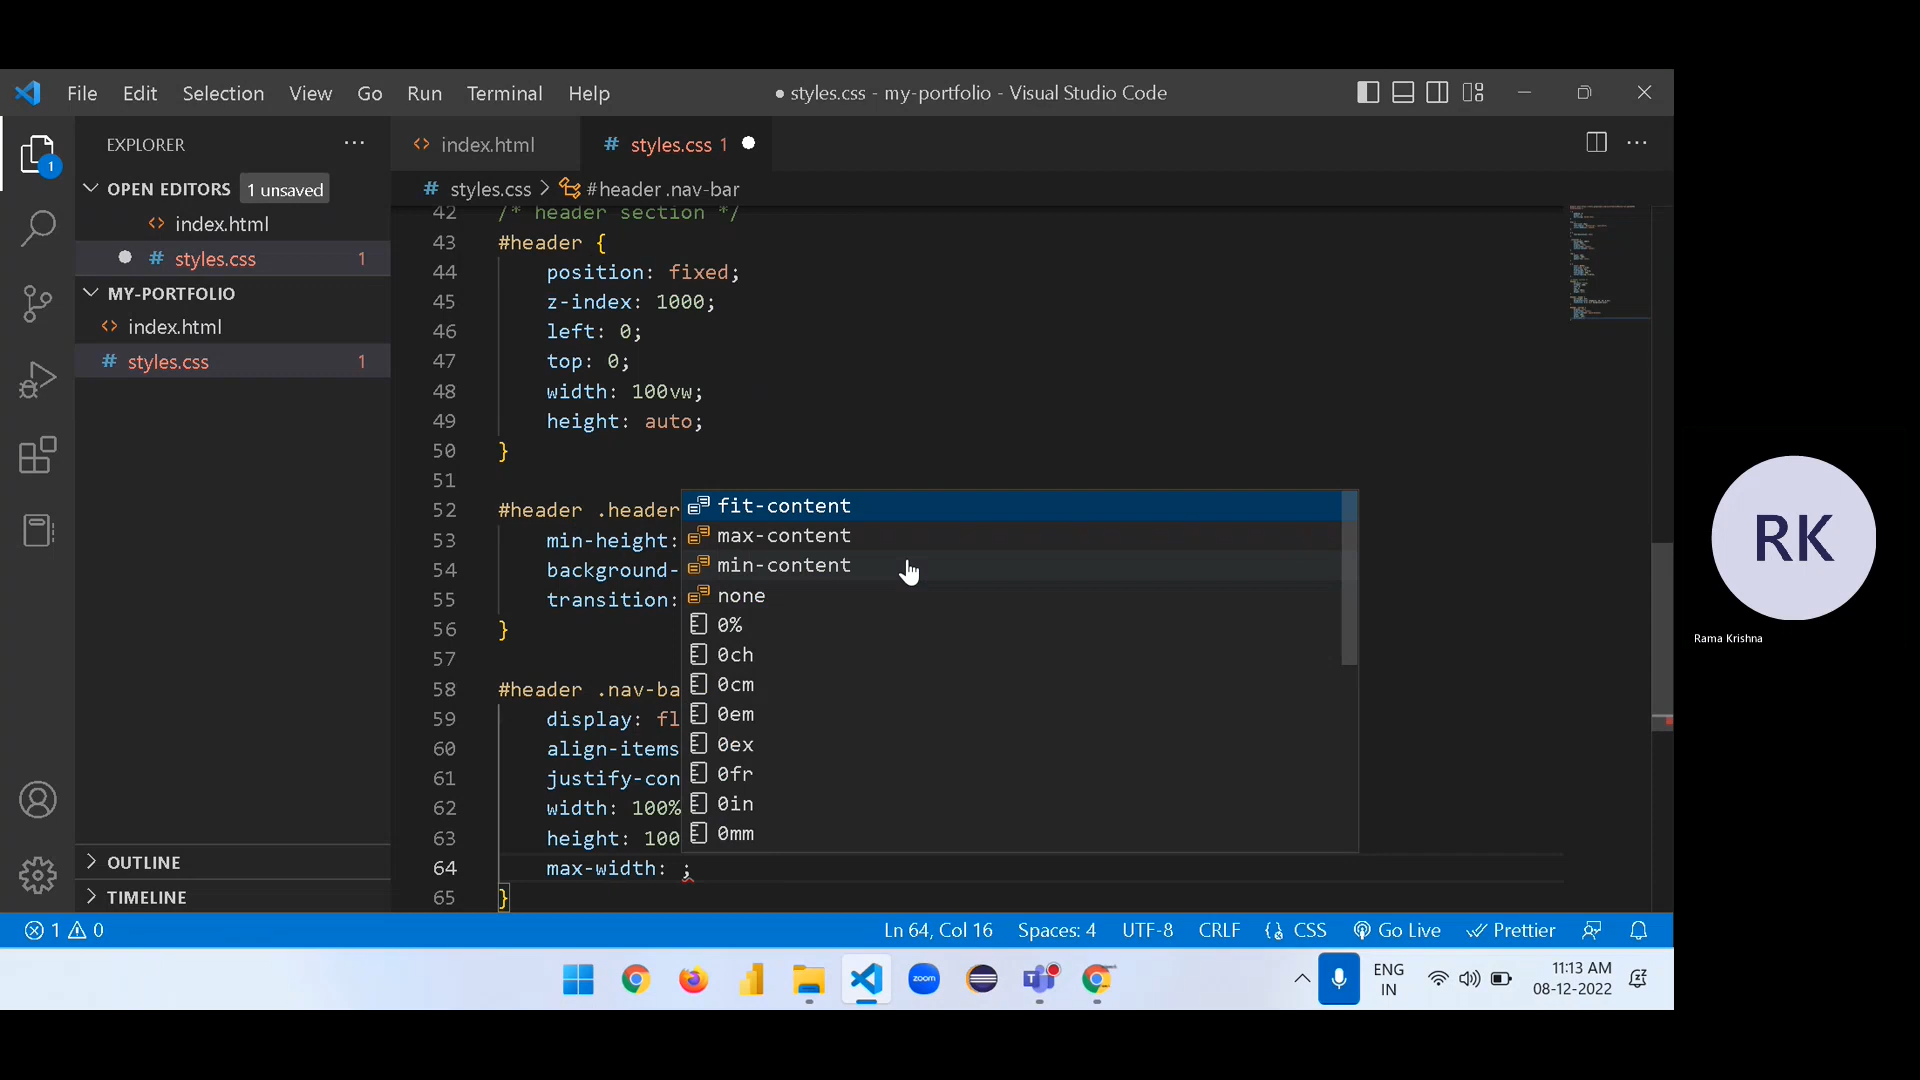 File Edit Selection View Go Run Terminal Help
● styles.css - my-portfolio - Visual Studio Code
EXPLORER
1
OPEN EDITORS 1 unsaved
index.html
styles.css 1
MY-PORTFOLIO
index.html
styles.css 1
OUTLINE
TIMELINE
index.html
styles.css 1
styles.css > #header .nav-bar
42 /* header section */
43 #header {
44 position: fixed;
45 z-index: 1000;
46 left: 0;
47 top: 0;
48 width: 100vw;
49 height: auto;
50 }
51
52 #header .header
53 min-height:
54 background-
55 transition:
56 }
57
58 #header .nav-ba
59 display: fl
60 align-items
61 justify-con
62 width: 100%
63 height: 100
64 max-width: ;
65 }
fit-content
max-content
min-content
none
0%
0ch
0cm
0em
0ex
0fr
0in
0mm
1 0
Ln 64, Col 16 Spaces: 4 UTF-8 CRLF CSS Go Live Prettier
zoom
ENG
IN
11:13 AM
08-12-2022
RK
Rama Krishna